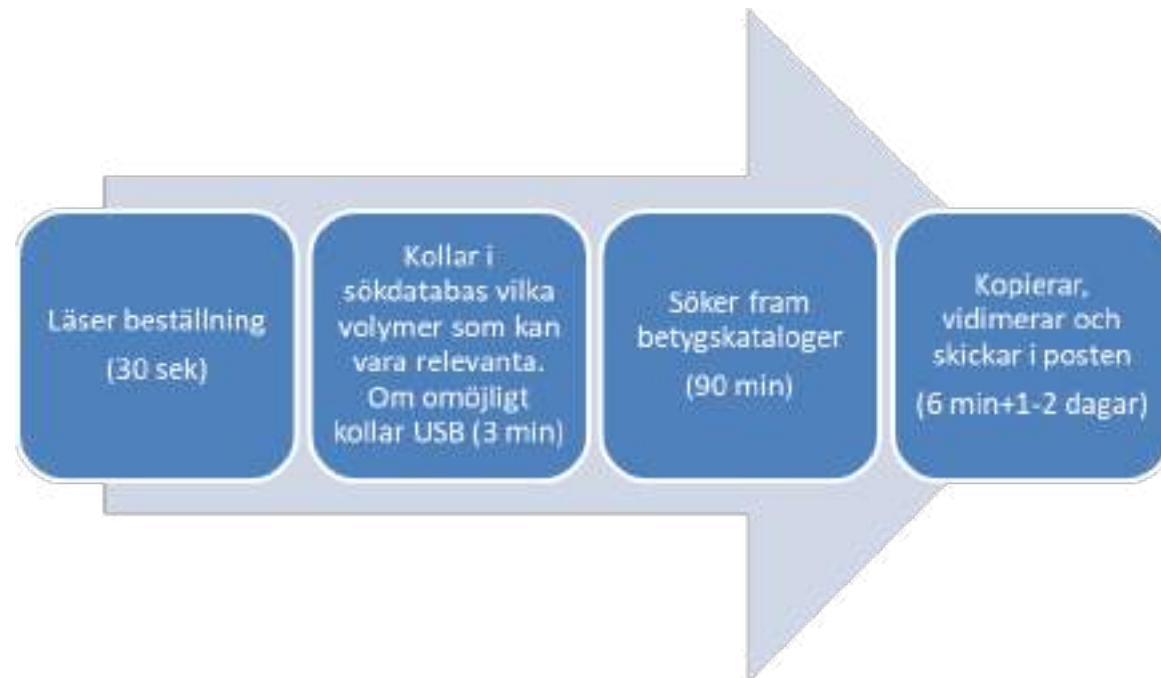 Läser beställning
(30 sek)
Kollar i
sökdatabas vilka
volymer som kan
vara relevanta.
Om omöjligt
kollar USB (3 min)
Söker fram
betygskataloger
(90 min)
Kopierar,
vidimerar och
skickar i posten
(6 min+1-2 dagar)